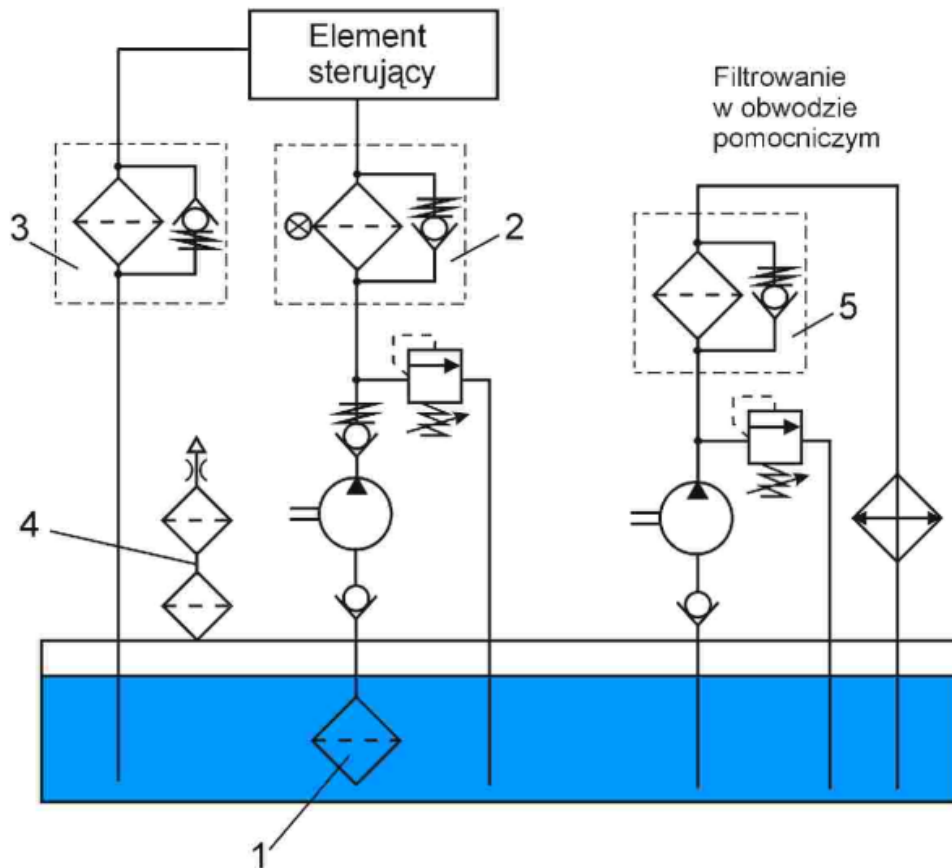 Element
sterujący
Filtrowanie
w obwodzie
pomocniczym
3
2
5
4
1